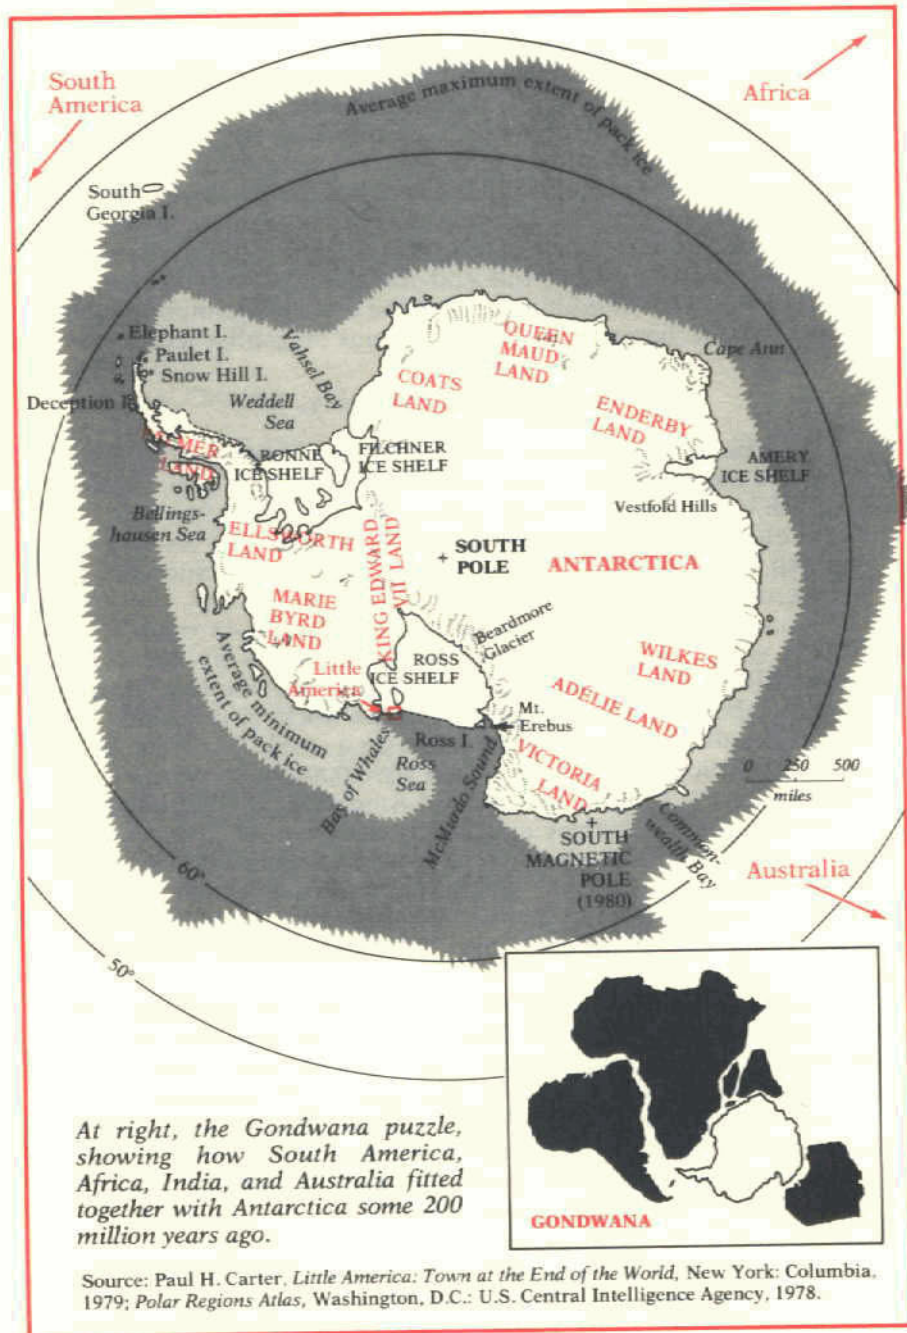 South
America
Africa
Average maximum extent of pack ice
South
Georgia I.
Elephant I.
Paulet I.
Snow Hill I.
Deception I.
Vahsel Bay
Weddell
Sea
COATS
LAND
QUEEN
MAUD
LAND
Cape Ann
ENDERBY
LAND
PALMER
LAND
RONNE
ICE SHELF
FILCHNER
ICE SHELF
AMERY
ICE SHELF
Vestfold Hills
Bellings-
hausen Sea
ELLSWORTH
LAND
KING EDWARD
VII LAND
+ SOUTH
POLE
ANTARCTICA
MARIE
BYRD
LAND
Beardmore
Glacier
Little
America
ROSS
ICE SHELF
WILKES
LAND
ADÉLIE LAND
Mt.
Erebus
Average minimum
extent of pack ice
Bay of Whales
Ross I.
Ross
Sea
McMurdo Sound
VICTORIA
LAND
0 250 500
miles
+
SOUTH
MAGNETIC
POLE
(1980)
Common-
wealth Bay
Australia
60°
50°
At right, the Gondwana puzzle,
showing how South America,
Africa, India, and Australia fitted
together with Antarctica some 200
million years ago.
GONDWANA
Source: Paul H. Carter, Little America: Town at the End of the World, New York: Columbia,
1979; Polar Regions Atlas, Washington, D.C.: U.S. Central Intelligence Agency, 1978.